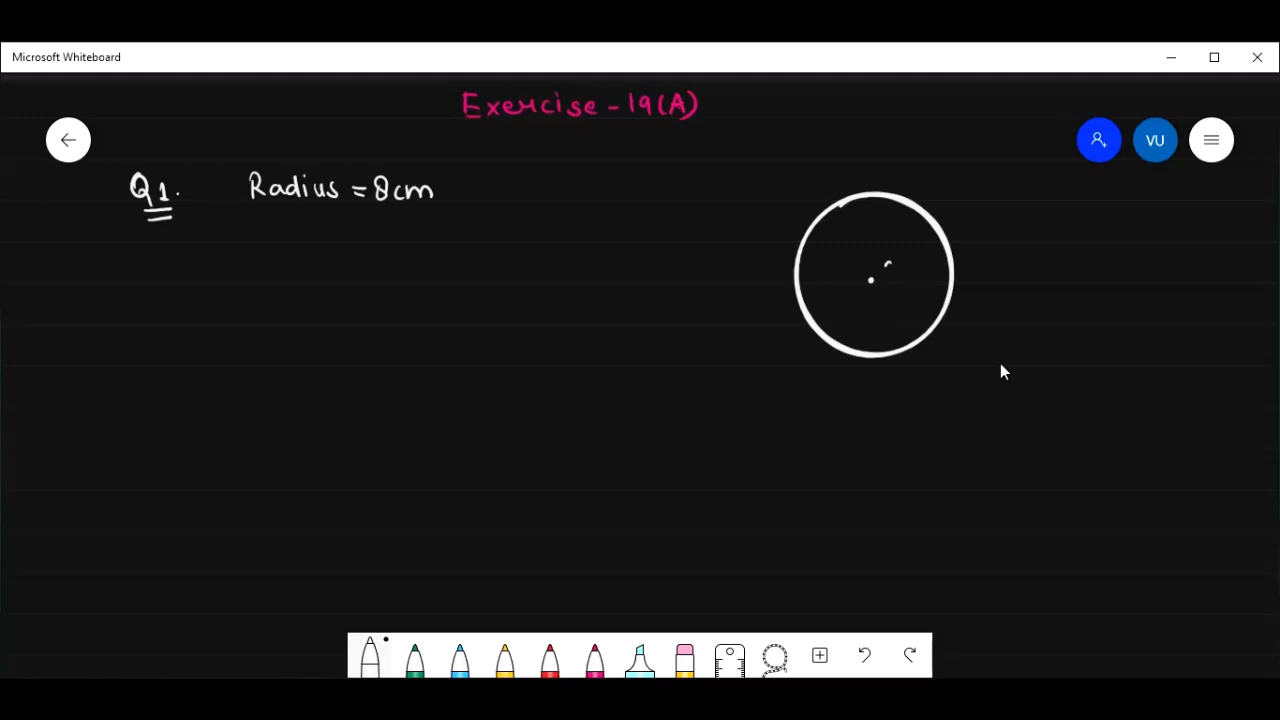 Microsoft Whiteboard
Exercise - 19(A)
VU
Q1. Radius = 8cm